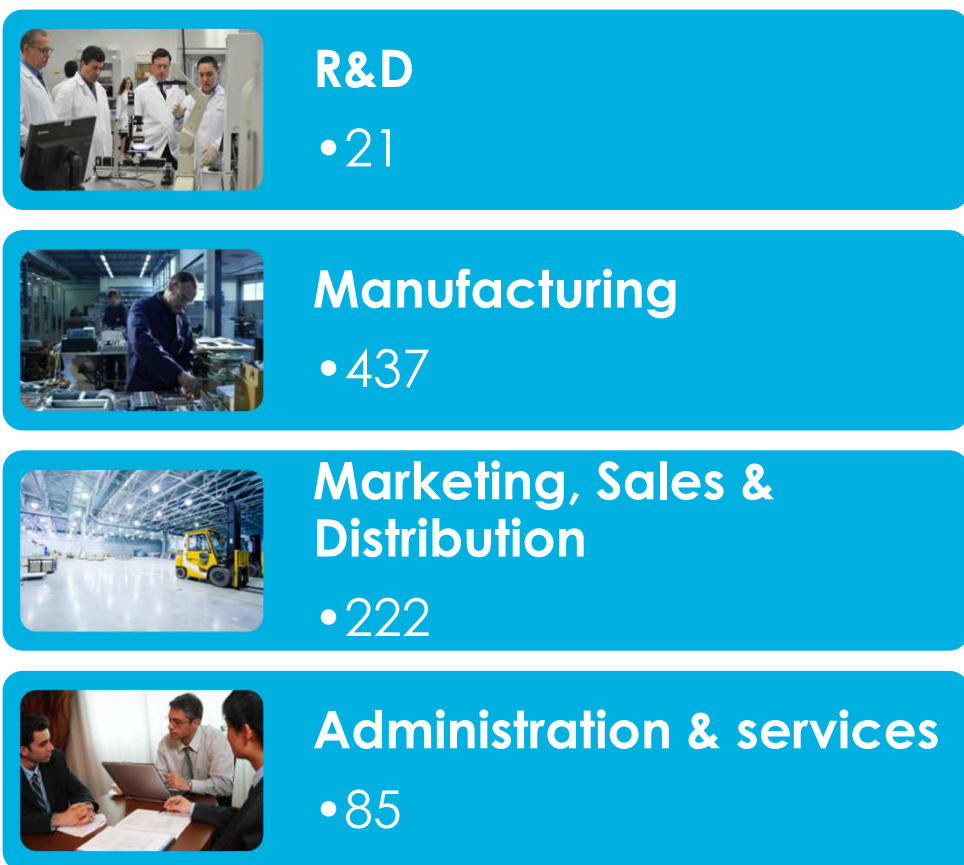 R&D
•21
Manufacturing
•437
Marketing, Sales &
Distribution
•222
Administration & services
•85